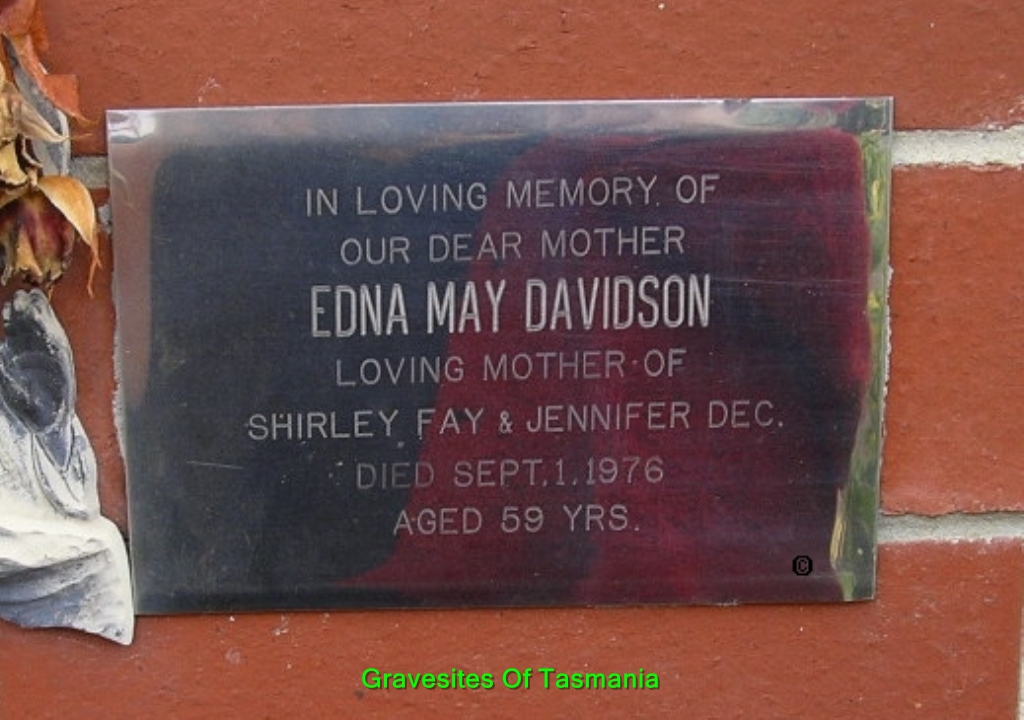 IN LOVING MEMORY OF
OUR DEAR MOTHER
EDNA MAY DAVIDSON
LOVING MOTHER OF
SHIRLEY FAY & JENNIFER DEC.
DIED SEPT. 1. 1976
AGED 59 YRS.
©
Gravesites Of Tasmania